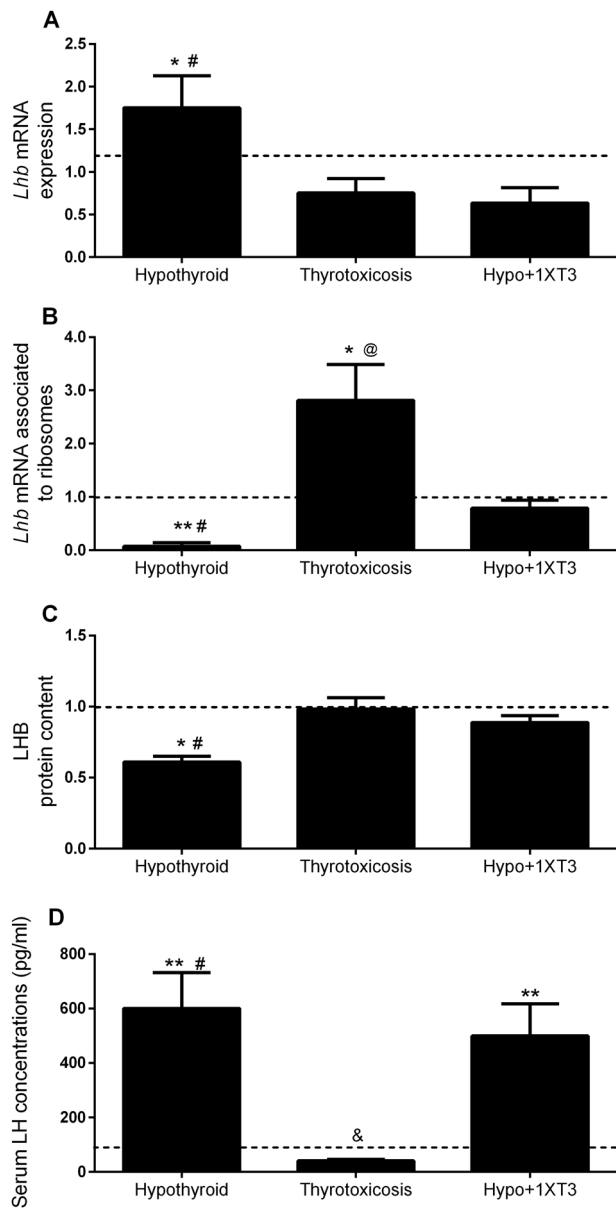 A
Lhb mRNA
expression
2.5
2.0
1.5
1.0
0.5
0.0
* #
Hypothyroid Thyrotoxicosis Hypo+1XT3
B
Lhb mRNA associated
to ribosomes
4.0
3.0
2.0
1.0
0.0
** #
* @
Hypothyroid Thyrotoxicosis Hypo+1XT3
C
LHB
protein content
1.5
1.0
0.5
0.0
* #
Hypothyroid Thyrotoxicosis Hypo+1XT3
D
Serum LH concentrations (pg/ml)
800
600
400
200
0
** #
&
**
Hypothyroid Thyrotoxicosis Hypo+1XT3